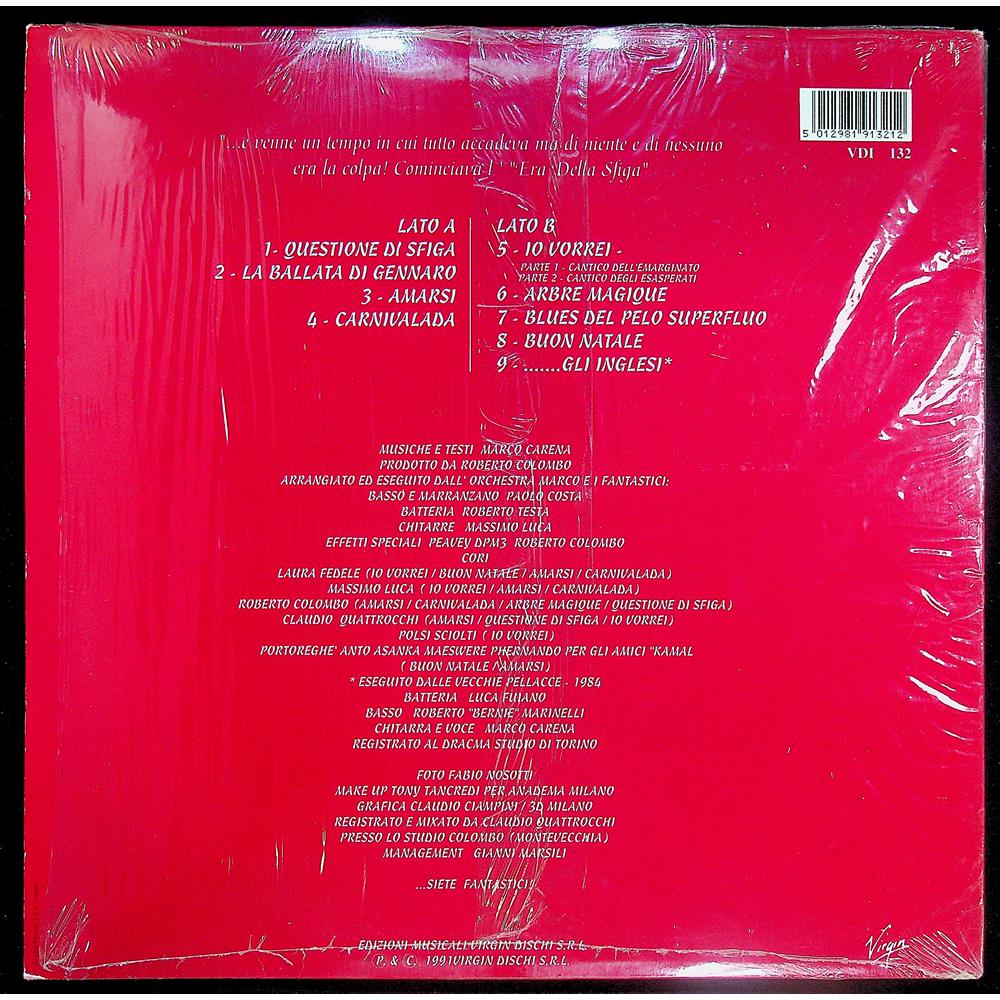 5 012981 913212
VDI 132
"...e venne un tempo in cui tutto accadeva ma di niente e di nessuno
era la colpa! Cominciava l' "Era Della Sfiga"
LATO A
1- QUESTIONE DI SFIGA
2 - LA BALLATA DI GENNARO
3 - AMARSI
4 - CARNIVALADA
LATO B
5 - IO VORREI -
PARTE 1 - CANTICO DELL'EMARGINATO
PARTE 2 - CANTICO DEGLI ESASPERATI
6 - ARBRE MAGIQUE
7 - BLUES DEL PELO SUPERFLUO
8 - BUON NATALE
9 - .......GLI INGLESI*
MUSICHE E TESTI MARCO CARENA
PRODOTTO DA ROBERTO COLOMBO
ARRANGIATO ED ESEGUITO DALL' ORCHESTRA MARCO E I FANTASTICI:
BASSO E MARRANZANO PAOLO COSTA
BATTERIA ROBERTO TESTA
CHITARRE MASSIMO LUCA
EFFETTI SPECIALI PEAVEY DPM3 ROBERTO COLOMBO
CORI
LAURA FEDELE (IO VORREI / BUON NATALE / AMARSI / CARNIVALADA)
MASSIMO LUCA ( IO VORREI / AMARSI / CARNIVALADA)
ROBERTO COLOMBO (AMARSI / CARNIVALADA / ARBRE MAGIQUE / QUESTIONE DI SFIGA)
CLAUDIO QUATTROCCHI (AMARSI / QUESTIONE DI SFIGA / IO VORREI)
POLSI SCIOLTI ( IO VORREI)
PORTOREGHE' ANTO ASANKA MAESWERE PHERNANDO PER GLI AMICI "KAMAL
( BUON NATALE / AMARSI)
* ESEGUITO DALLE VECCHIE PELLACCE - 1984
BATTERIA LUCA FUIANO
BASSO ROBERTO "BERNIE" MARINELLI
CHITARRA E VOCE MARCO CARENA
REGISTRATO AL DRACMA STUDIO DI TORINO
FOTO FABIO NOSOTTI
MAKE UP TONY TANCREDI PER ANADEMA MILANO
GRAFICA CLAUDIO CIAMPINI / 3D MILANO
REGISTRATO E MIXATO DA CLAUDIO QUATTROCCHI
PRESSO LO STUDIO COLOMBO (MONTEVECCHIA)
MANAGEMENT GIANNI MARSILI
...SIETE FANTASTICI!
EDIZIONI MUSICALI VIRGIN DISCHI S.R.L.
P. & C. 1991 VIRGIN DISCHI S.R.L.
Virgin